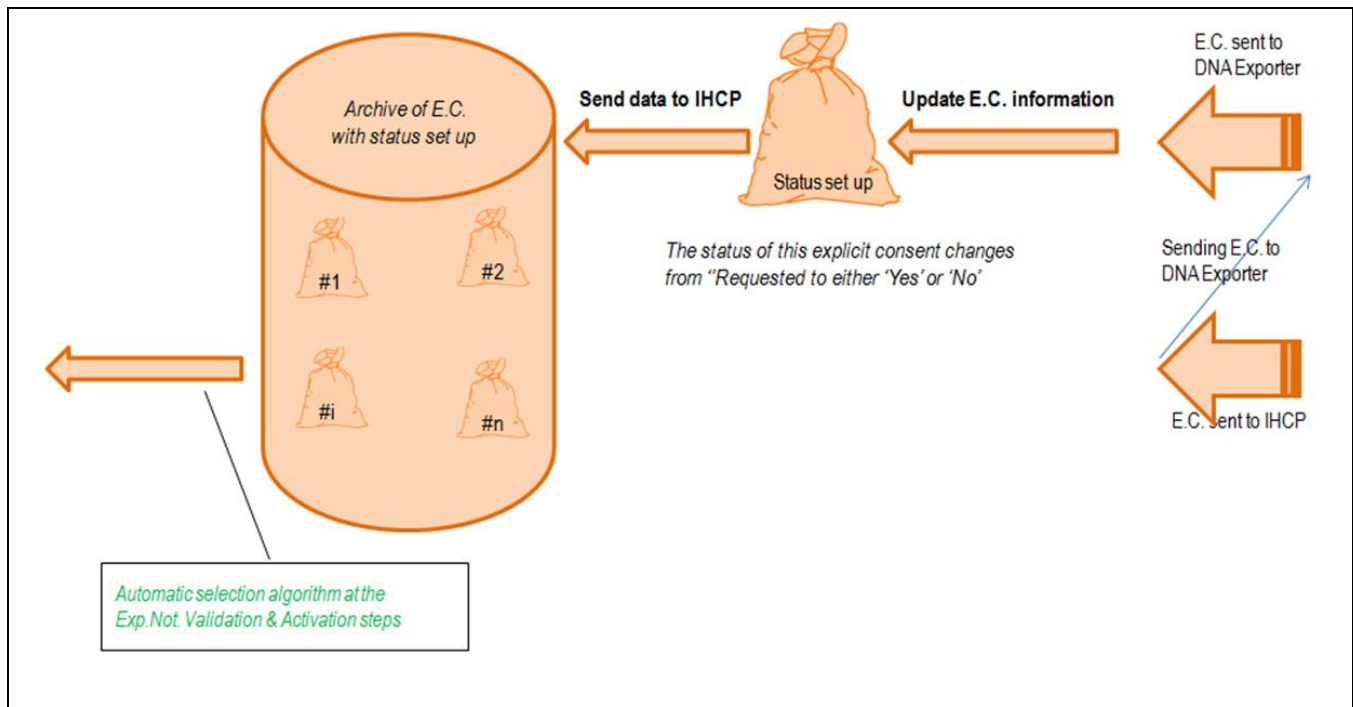 E.C. sent to
DNA Exporter
Archive of E.C.
with status set up
Send data to IHCP
Update E.C. information
Status set up
The status of this explicit consent changes
from ‘'Requested to either ‘Yes’ or ‘No’
Sending E.C. to
DNA Exporter
#1
#2
#i
#n
E.C. sent to IHCP
Automatic selection algorithm at the
Exp.Not. Validation & Activation steps